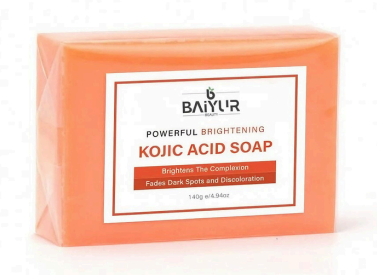 BAiYUR
BEAUTY
POWERFUL BRIGHTENING
KOJIC ACID SOAP
Brightens The Complexion
Fades Dark Spots and Discoloration
140g e/4.94oz